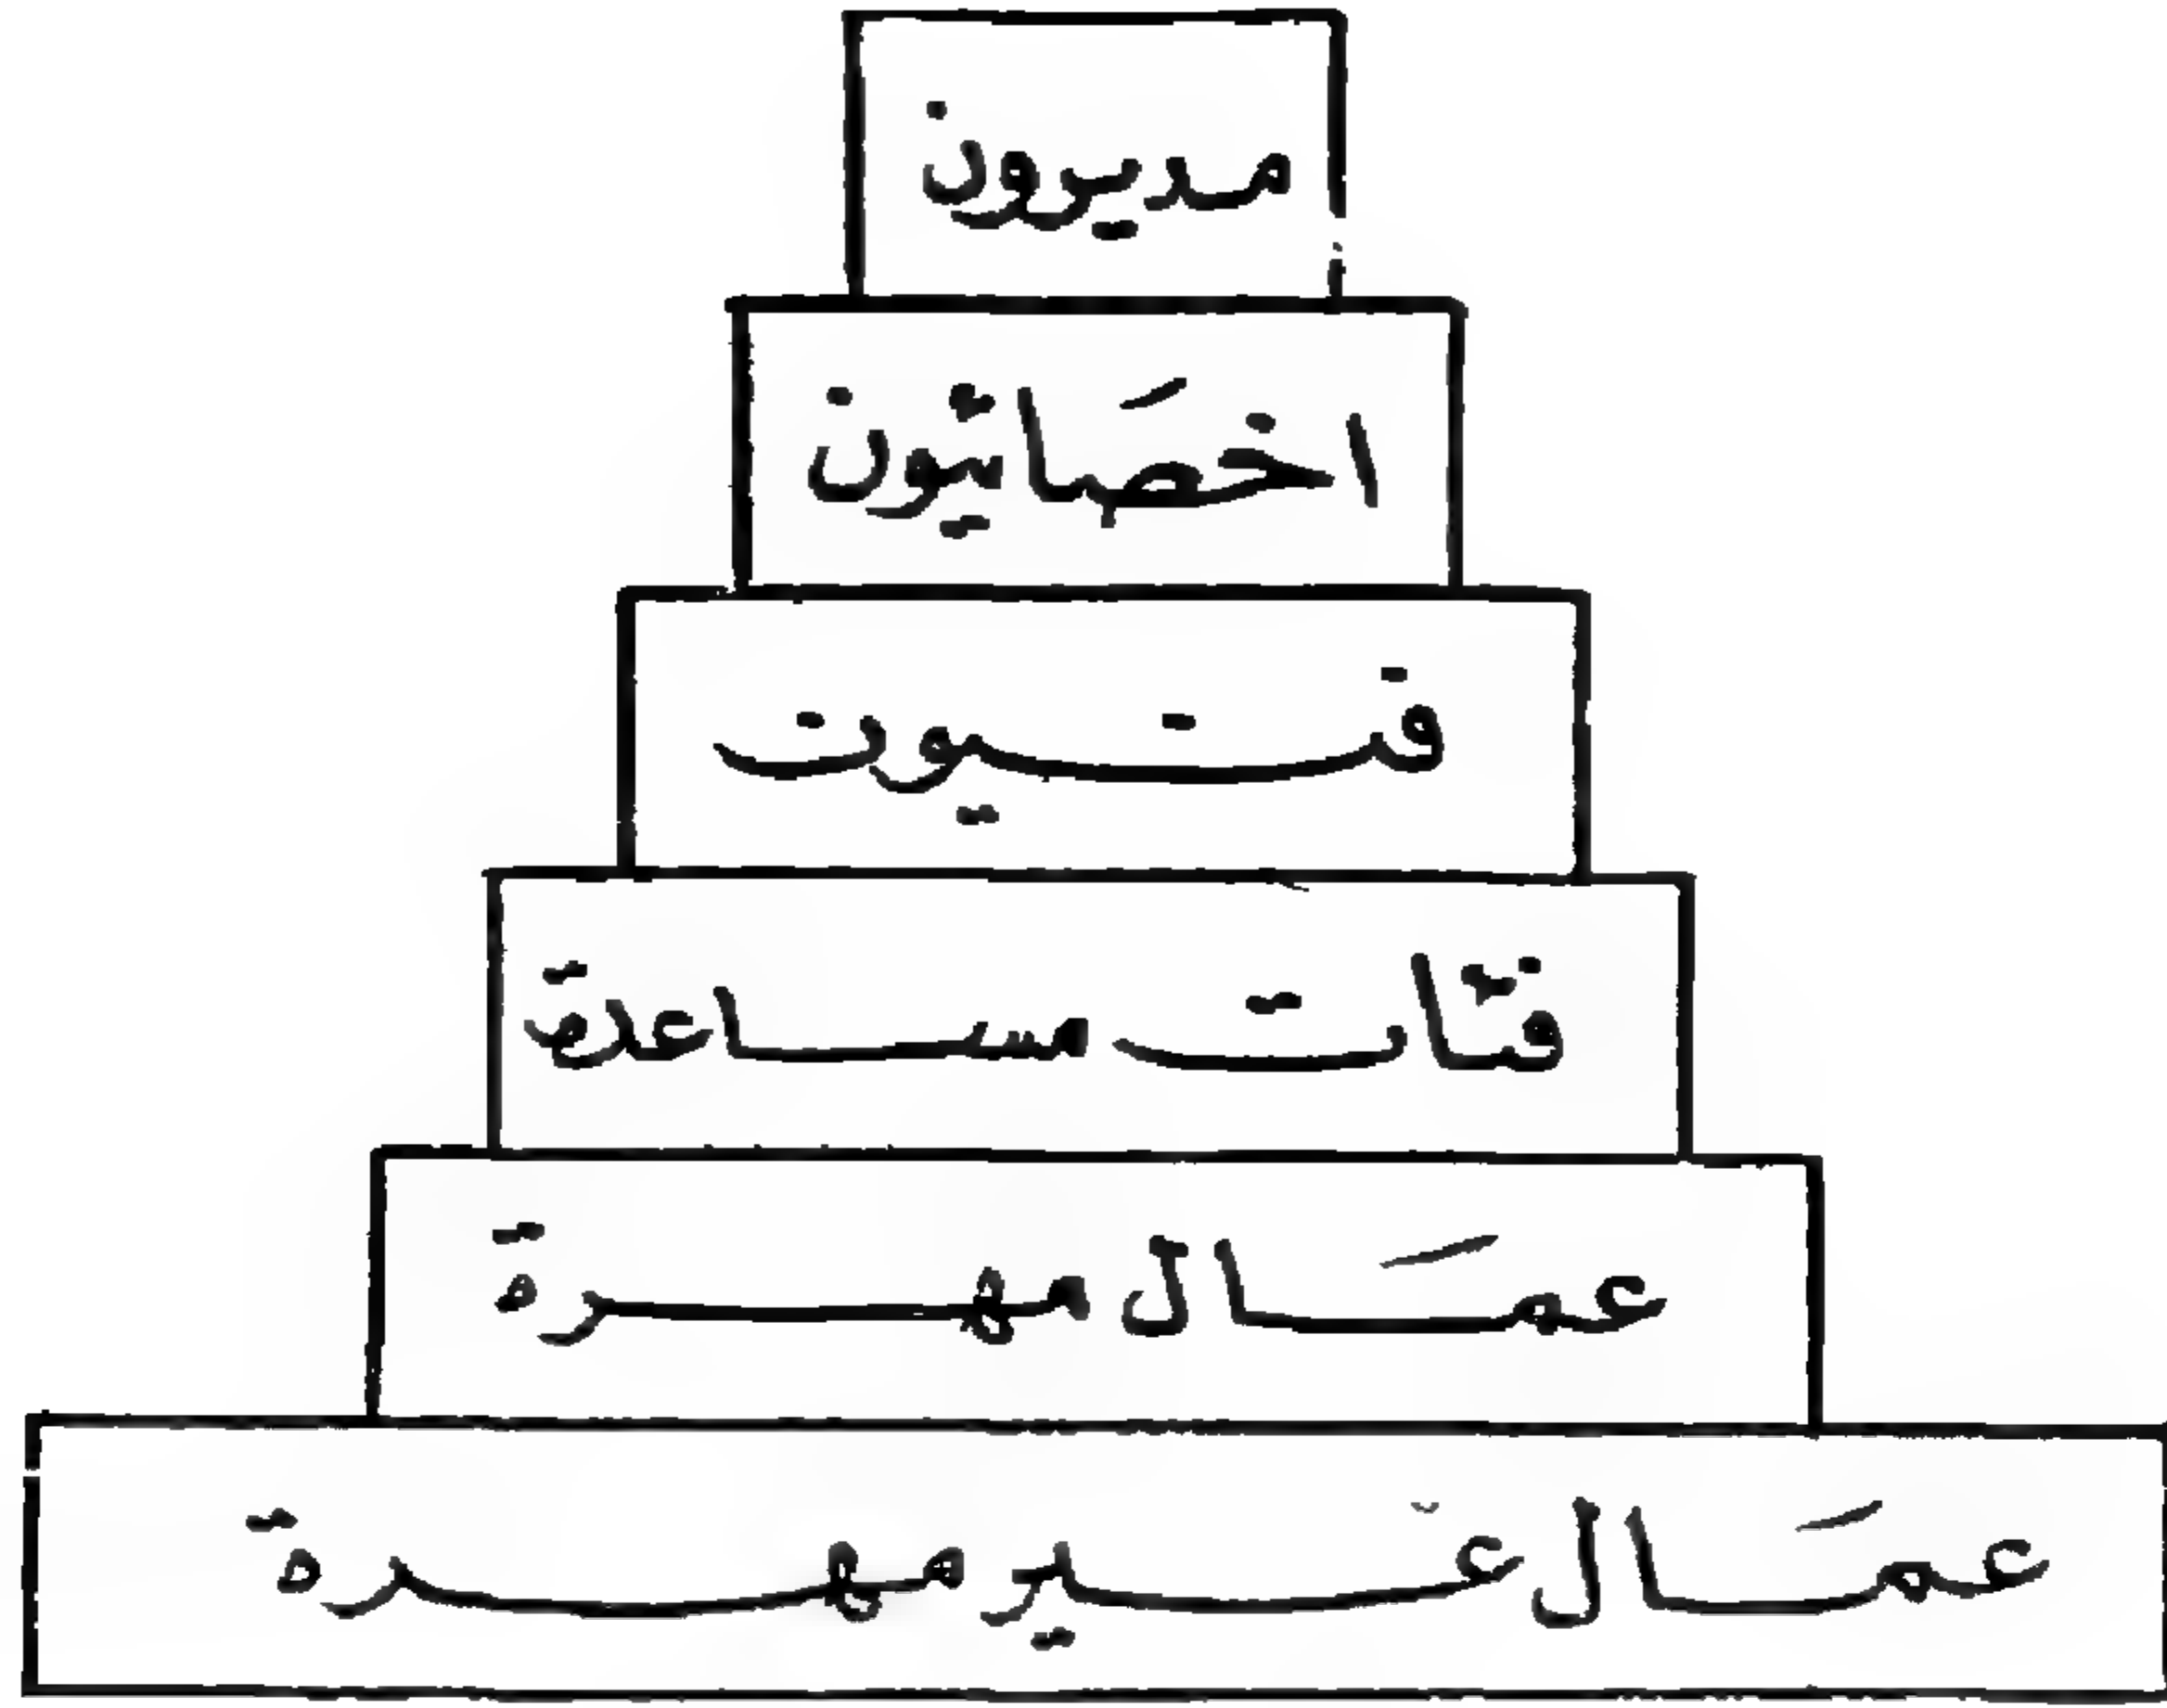 مديرون
اخصائيون
فنيون
فئات مساعدة
عمال مهرة
عمال غير مهرة